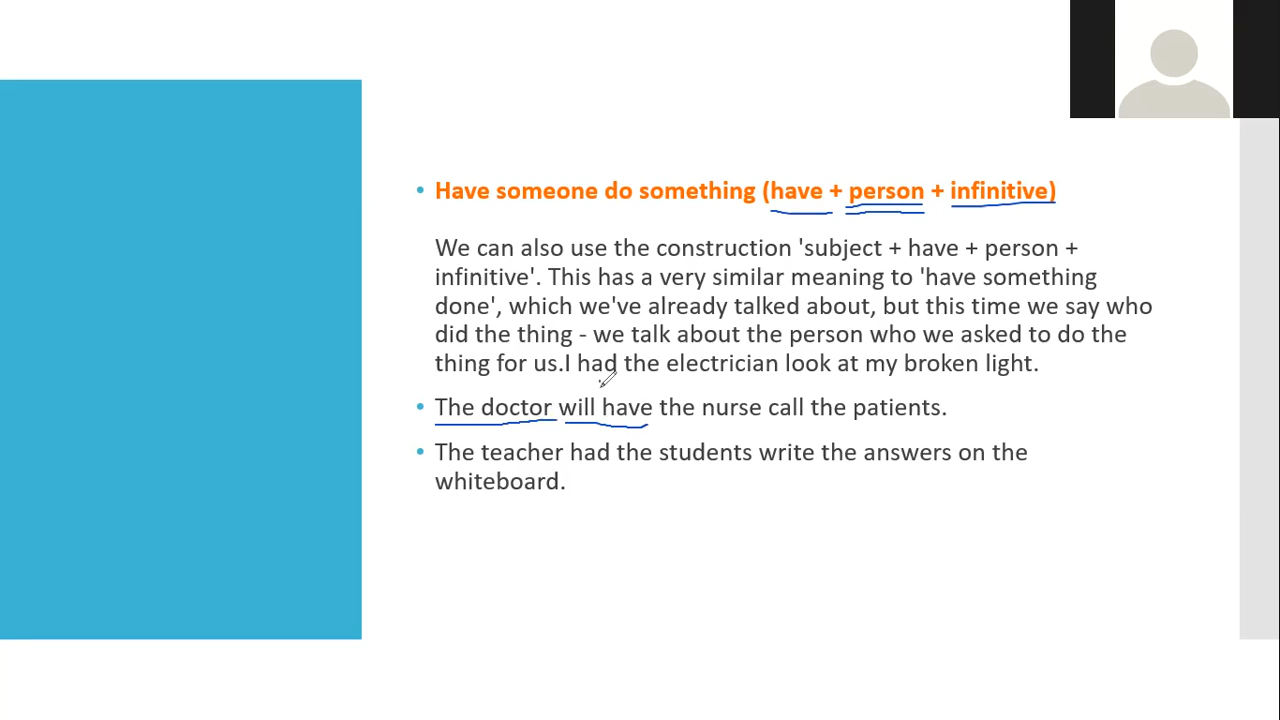 Have someone do something (have + person + infinitive)
We can also use the construction 'subject + have + person +
infinitive'. This has a very similar meaning to 'have something
done', which we've already talked about, but this time we say who
did the thing - we talk about the person who we asked to do the
thing for us.I had the electrician look at my broken light.
The doctor will have the nurse call the patients.
The teacher had the students write the answers on the
whiteboard.